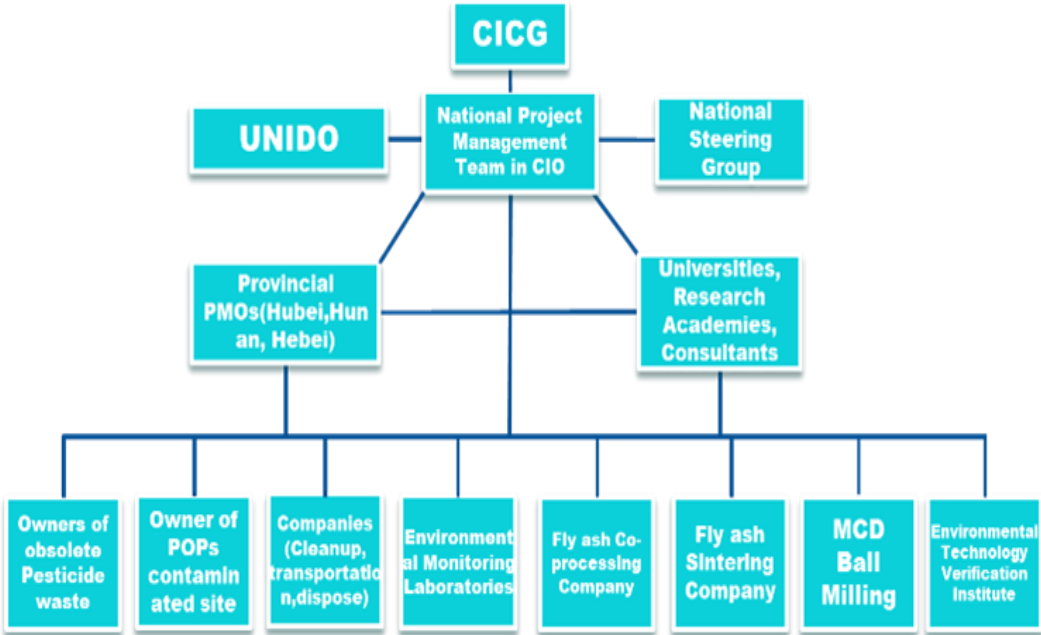 CICG
UNIDO
National Project
Management
Team in CIO
National
Steering
Group
Provincial
PMOs(Hubei,Hun
an, Hebei)
Universities,
Research
Academies,
Consultants
Owners of
obsolete
Pesticide
waste
Owner of
POPs
contamin
ated site
Companies
(Cleanup,
transportatio
n,dispose)
Environment
al Monitoring
Laboratories
Fly ash Co-
processing
Company
Fly ash
Sintering
Company
MCD
Ball
Milling
Environmental
Technology
Verification
Institute